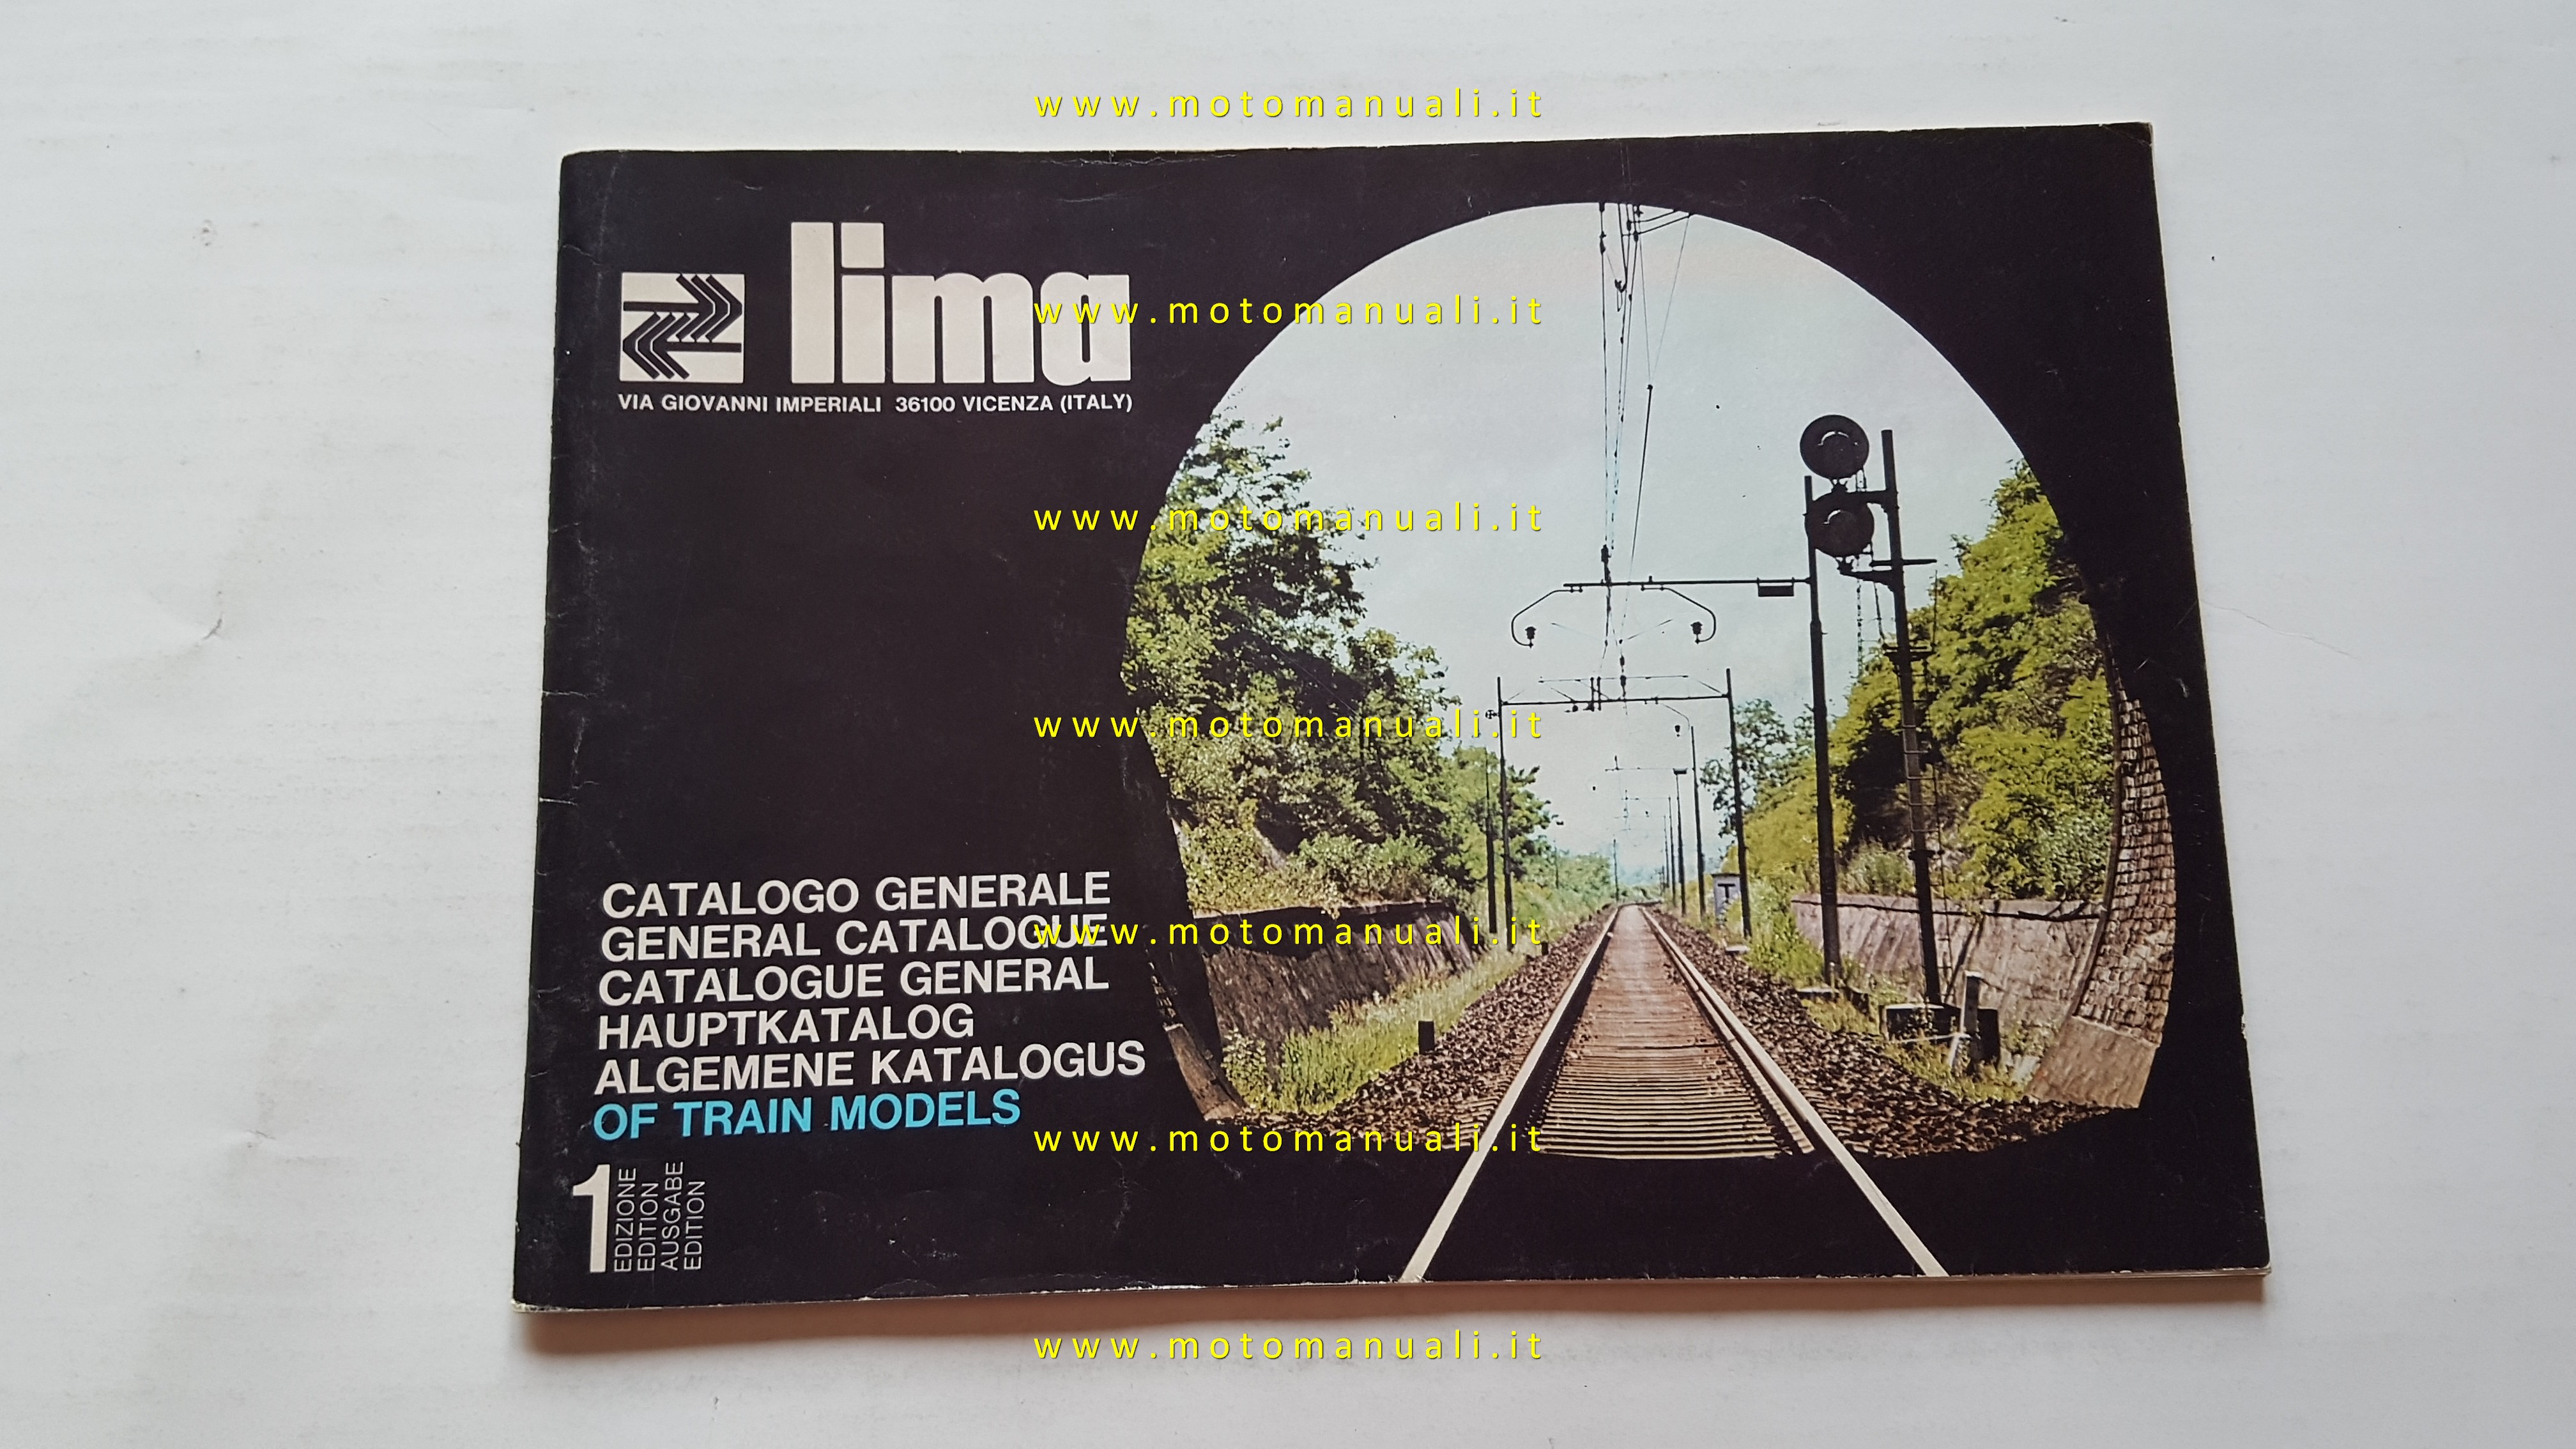 www.motomanuali.it
lima
www.motomanuali.it
VIA GIOVANNI IMPERIALI 36100 VICENZA (ITALY)
www.motomanuali.it
www.motomanuali.it
CATALOGO GENERALE
GENERAL CATALOGUE
www.motomanuali.it
CATALOGUE GENERAL
HAUPTKATALOG
ALGEMENE KATALOGUS
OF TRAIN MODELS
www.motomanuali.it
1
EDIZIONE
EDITION
AUSGABE
EDITION
T
www.motomanuali.it